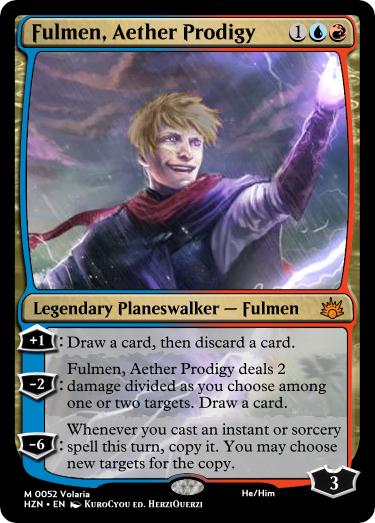 Fulmen, Aether Prodigy 1
Legendary Planeswalker — Fulmen
+1: Draw a card, then discard a card.
Fulmen, Aether Prodigy deals 2
-2: damage divided as you choose among
one or two targets. Draw a card.
Whenever you cast an instant or sorcery
-6: spell this turn, copy it. You may choose
new targets for the copy.
3
M 0052 Volaria
He/Him
HZN • EN KuroCyou ed. HerziQuerzi